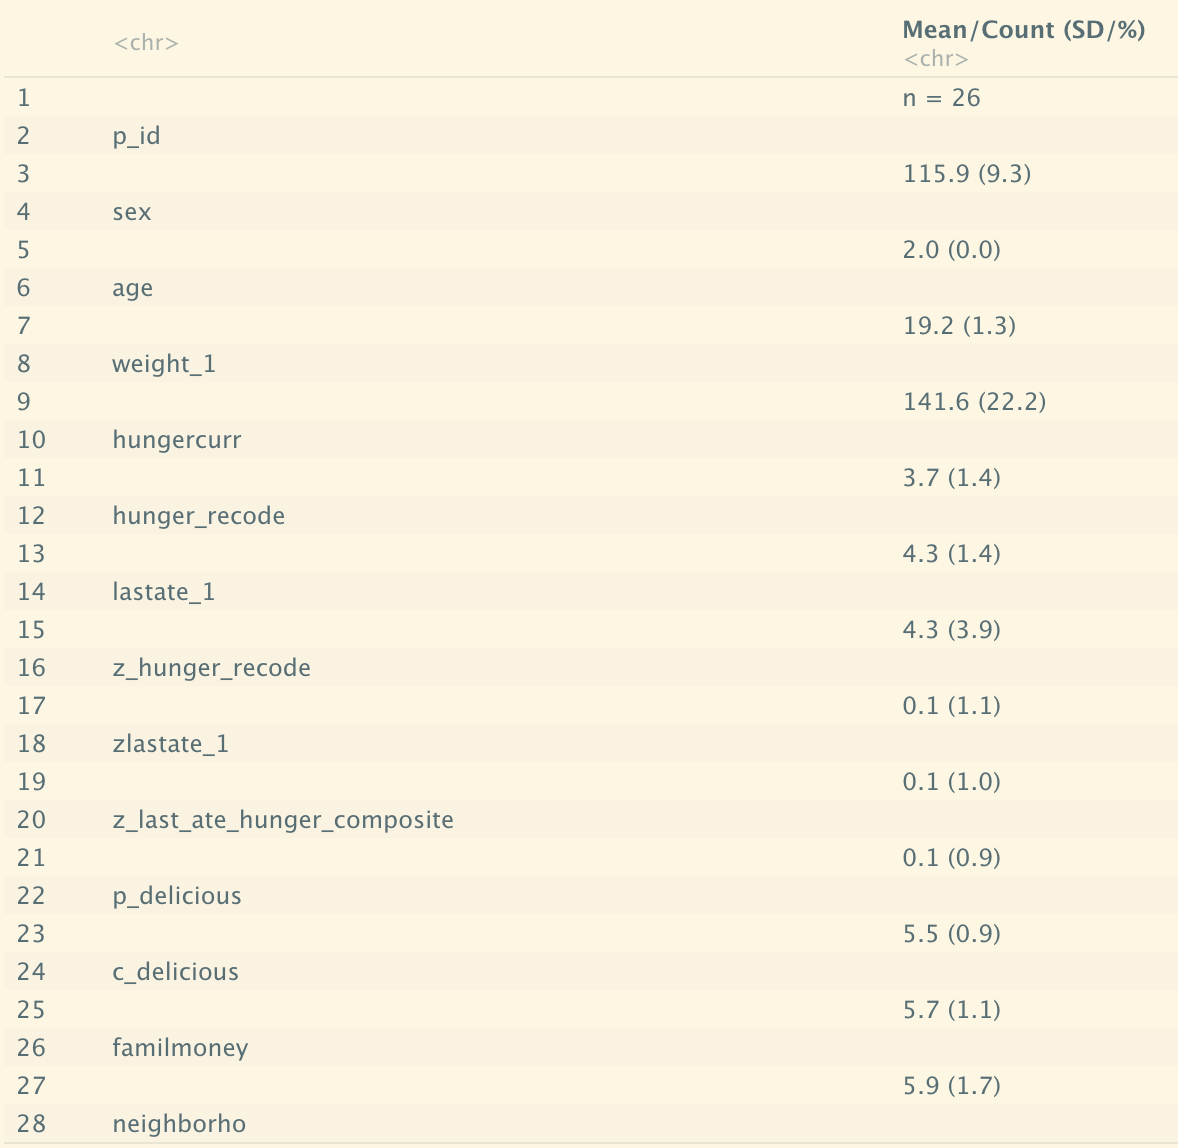 <chr> Mean/Count (SD/%)
<chr>
1 n = 26
2 p_id
3 115.9 (9.3)
4 sex
5 2.0 (0.0)
6 age
7 19.2 (1.3)
8 weight_1
9 141.6 (22.2)
10 hungercurr
11 3.7 (1.4)
12 hunger_recode
13 4.3 (1.4)
14 lastate_1
15 4.3 (3.9)
16 z_hunger_recode
17 0.1 (1.1)
18 zlastate_1
19 0.1 (1.0)
20 z_last_ate_hunger_composite
21 0.1 (0.9)
22 p_delicious
23 5.5 (0.9)
24 c_delicious
25 5.7 (1.1)
26 familmoney
27 5.9 (1.7)
28 neighborho